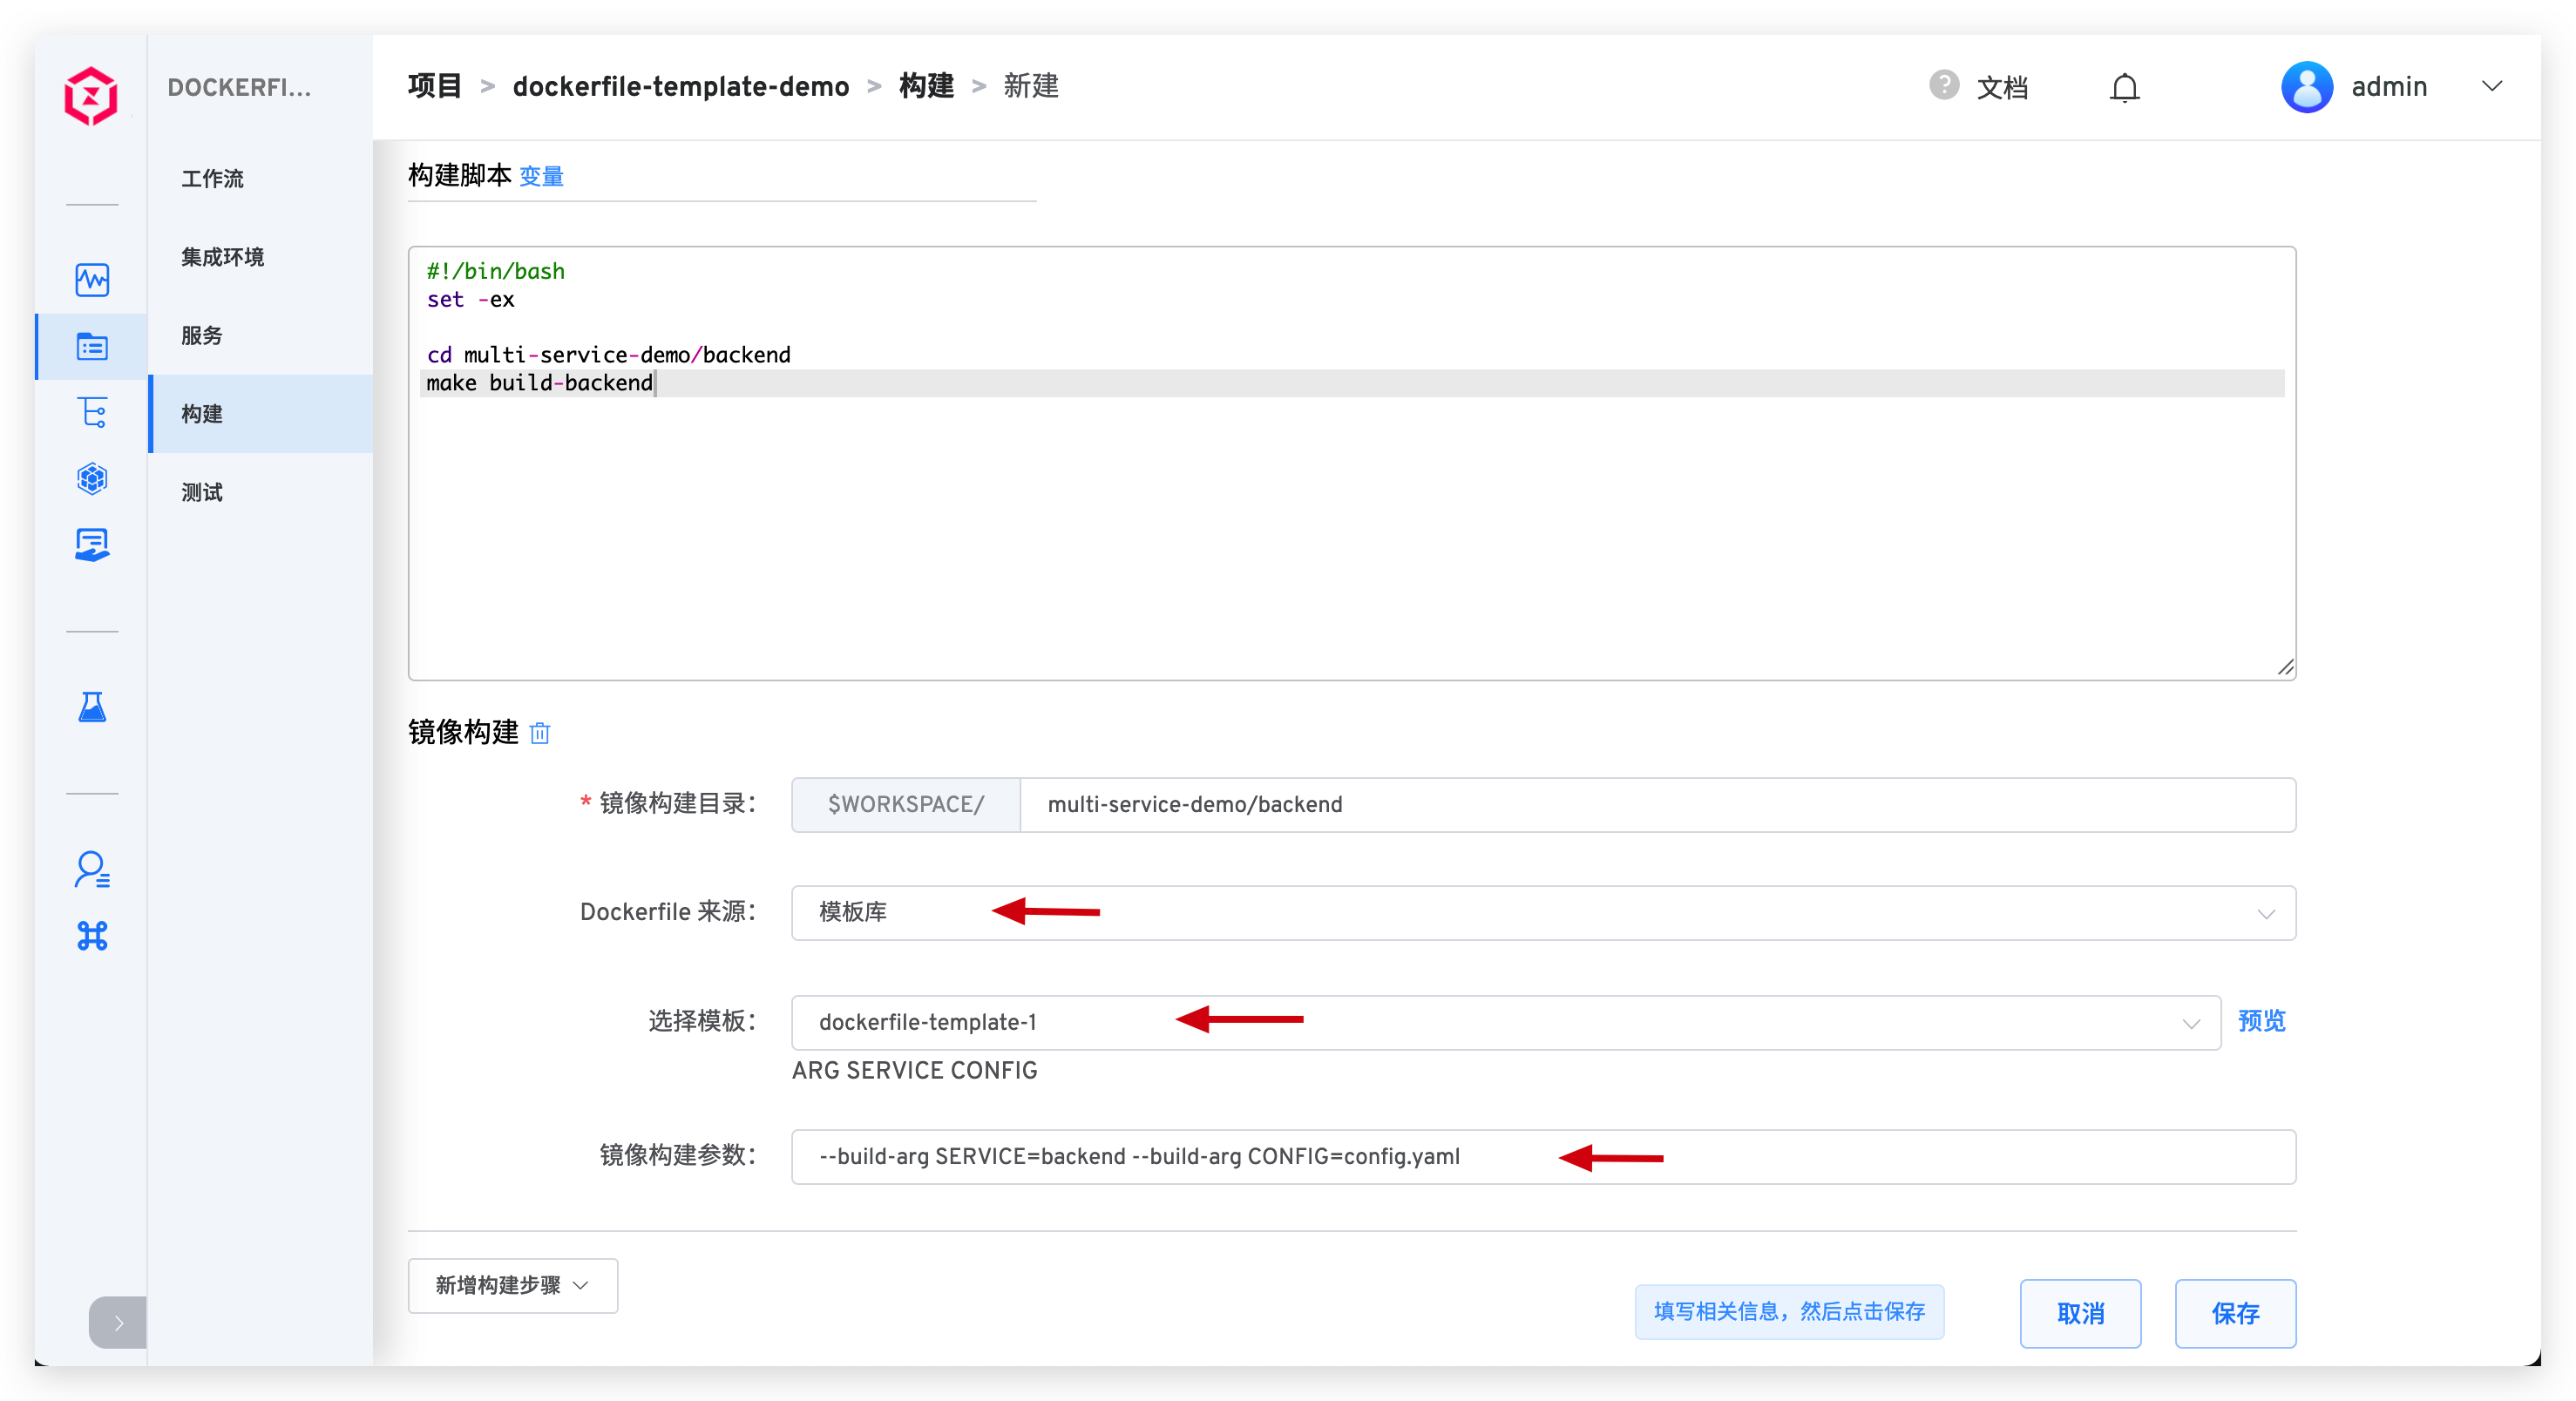 DOCKERFI...
项目 > dockerfile-template-demo > 构建 > 新建
? 文档
admin
工作流
集成环境
服务
构建
测试
构建脚本 变量
#!/bin/bash
set -ex
cd multi-service-demo/backend
make build-backend
镜像构建
* 镜像构建目录: $WORKSPACE/ multi-service-demo/backend
Dockerfile 来源: 模板库
选择模板: dockerfile-template-1 预览
ARG SERVICE CONFIG
镜像构建参数: --build-arg SERVICE=backend --build-arg CONFIG=config.yaml
新增构建步骤
填写相关信息，然后点击保存 取消 保存